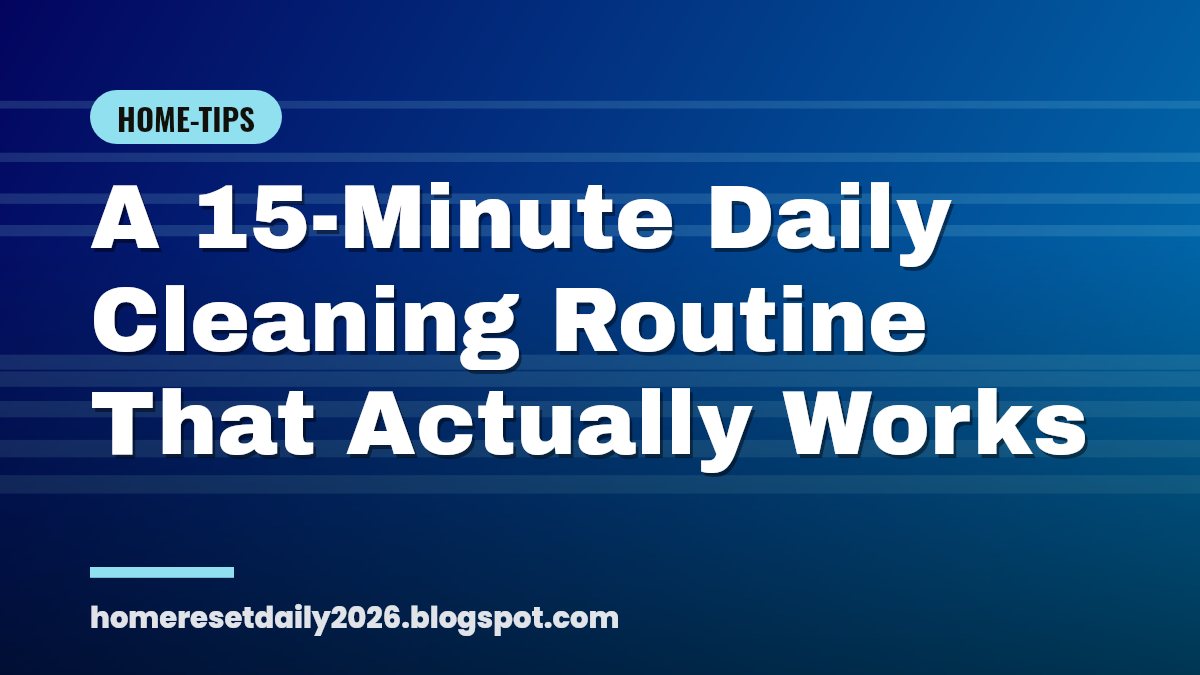 HOME-TIPS
A 15-Minute Daily
Cleaning Routine
That Actually Works
homeresetdaily2026.blogspot.com